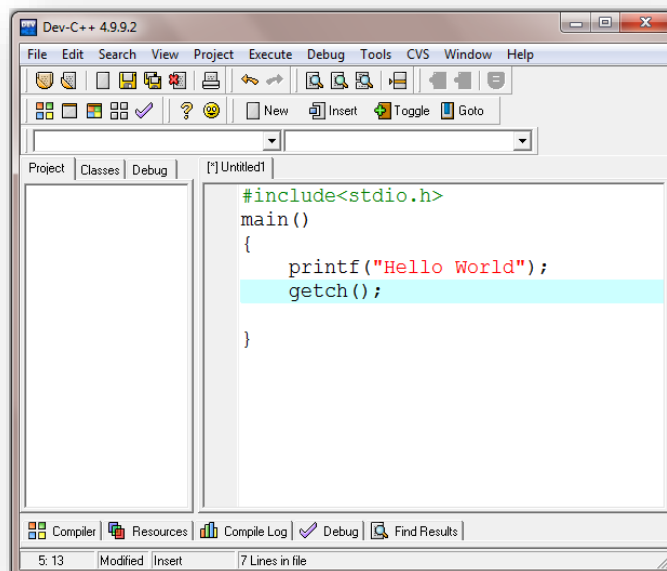 Dev-C++ 4.9.9.2
File Edit Search View Project Execute Debug Tools CVS Window Help
New Insert Toggle Goto
Project Classes Debug [*] Untitled1
#include<stdio.h>
main()
{
printf("Hello World");
getch();
}
Compiler Resources Compile Log Debug Find Results
5: 13 Modified Insert 7 Lines in file